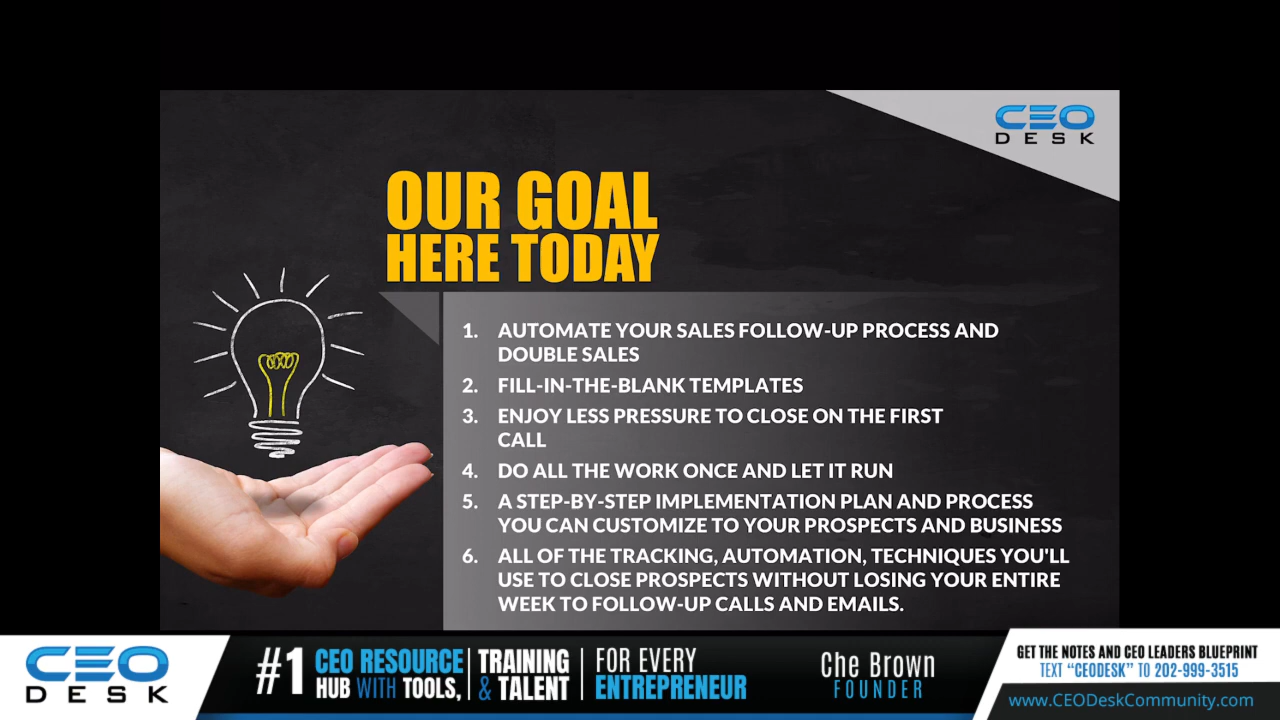 CEO
DESK
OUR GOAL
HERE TODAY
1. AUTOMATE YOUR SALES FOLLOW-UP PROCESS AND
DOUBLE SALES
2. FILL-IN-THE-BLANK TEMPLATES
3. ENJOY LESS PRESSURE TO CLOSE ON THE FIRST
CALL
4. DO ALL THE WORK ONCE AND LET IT RUN
5. A STEP-BY-STEP IMPLEMENTATION PLAN AND PROCESS
YOU CAN CUSTOMIZE TO YOUR PROSPECTS AND BUSINESS
6. ALL OF THE TRACKING, AUTOMATION, TECHNIQUES YOU'LL
USE TO CLOSE PROSPECTS WITHOUT LOSING YOUR ENTIRE
WEEK TO FOLLOW-UP CALLS AND EMAILS.
CEO
DESK
#1
CEO RESOURCE
HUB WITH TOOLS,
TRAINING
& TALENT
FOR EVERY
ENTREPRENEUR
Che Brown
FOUNDER
GET THE NOTES AND CEO LEADERS BLUEPRINT
TEXT “CEODESK” TO 202-999-3515
www.CEODeskCommunity.com